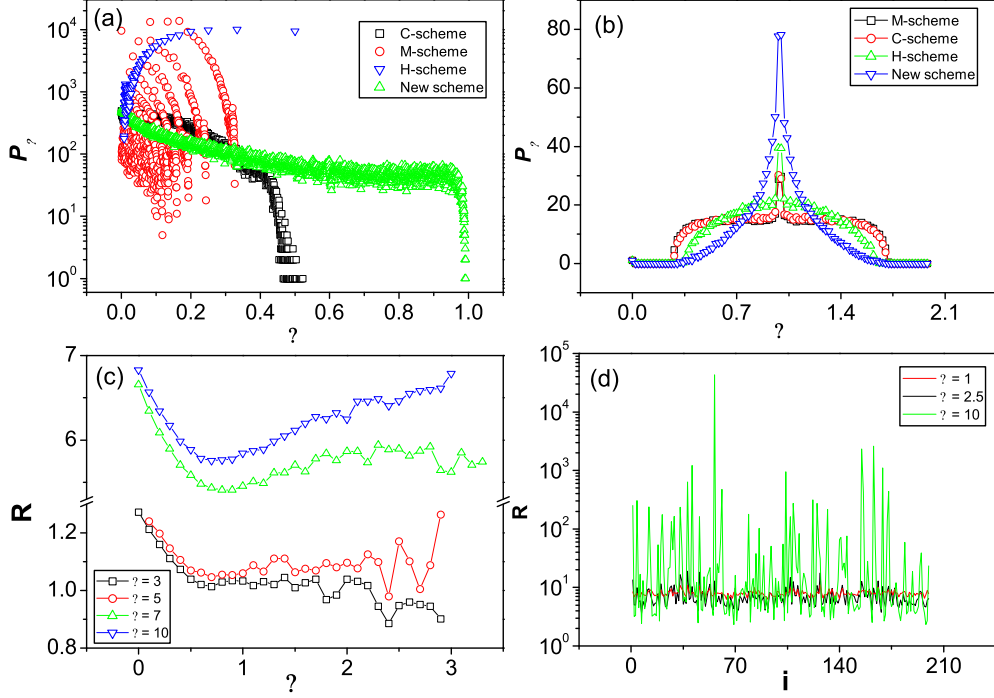 (a)
C-scheme
M-scheme
H-scheme
New scheme
10^4
10^3
10^2
10^1
10^0
P_?
0.0 0.2 0.4 0.6 0.8 1.0
?
(b)
M-scheme
C-scheme
H-scheme
New scheme
80
60
40
20
0
P_?
0.0 0.7 1.4 2.1
?
(c)
7
6
1.2
1.0
0.8
R
? = 3
? = 5
? = 7
? = 10
0 1 2 3
?
(d)
? = 1
? = 2.5
? = 10
10^5
10^4
10^3
10^2
10^1
10^0
R
0 70 140 210
i